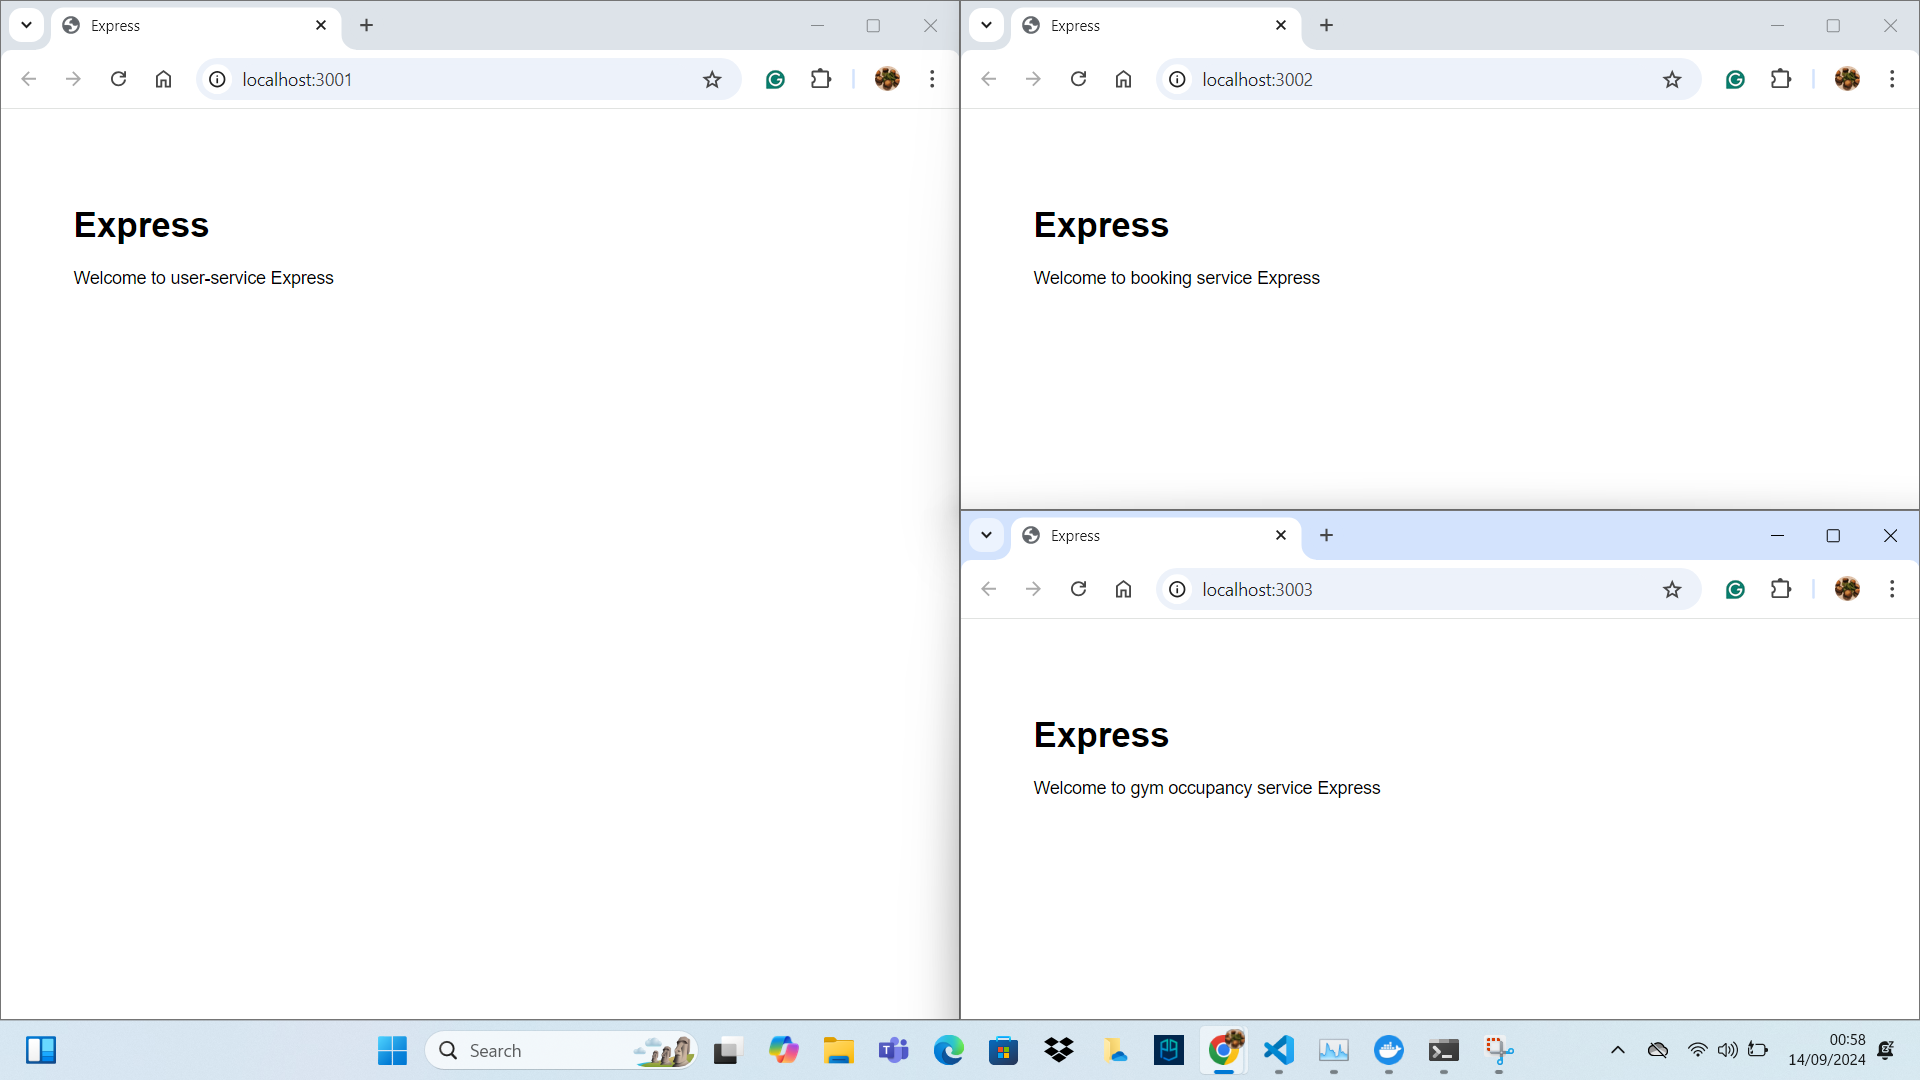 Express
localhost:3001
Express
Welcome to user-service Express
Express
localhost:3002
Express
Welcome to booking service Express
Express
localhost:3003
Express
Welcome to gym occupancy service Express
Search
00:58
14/09/2024